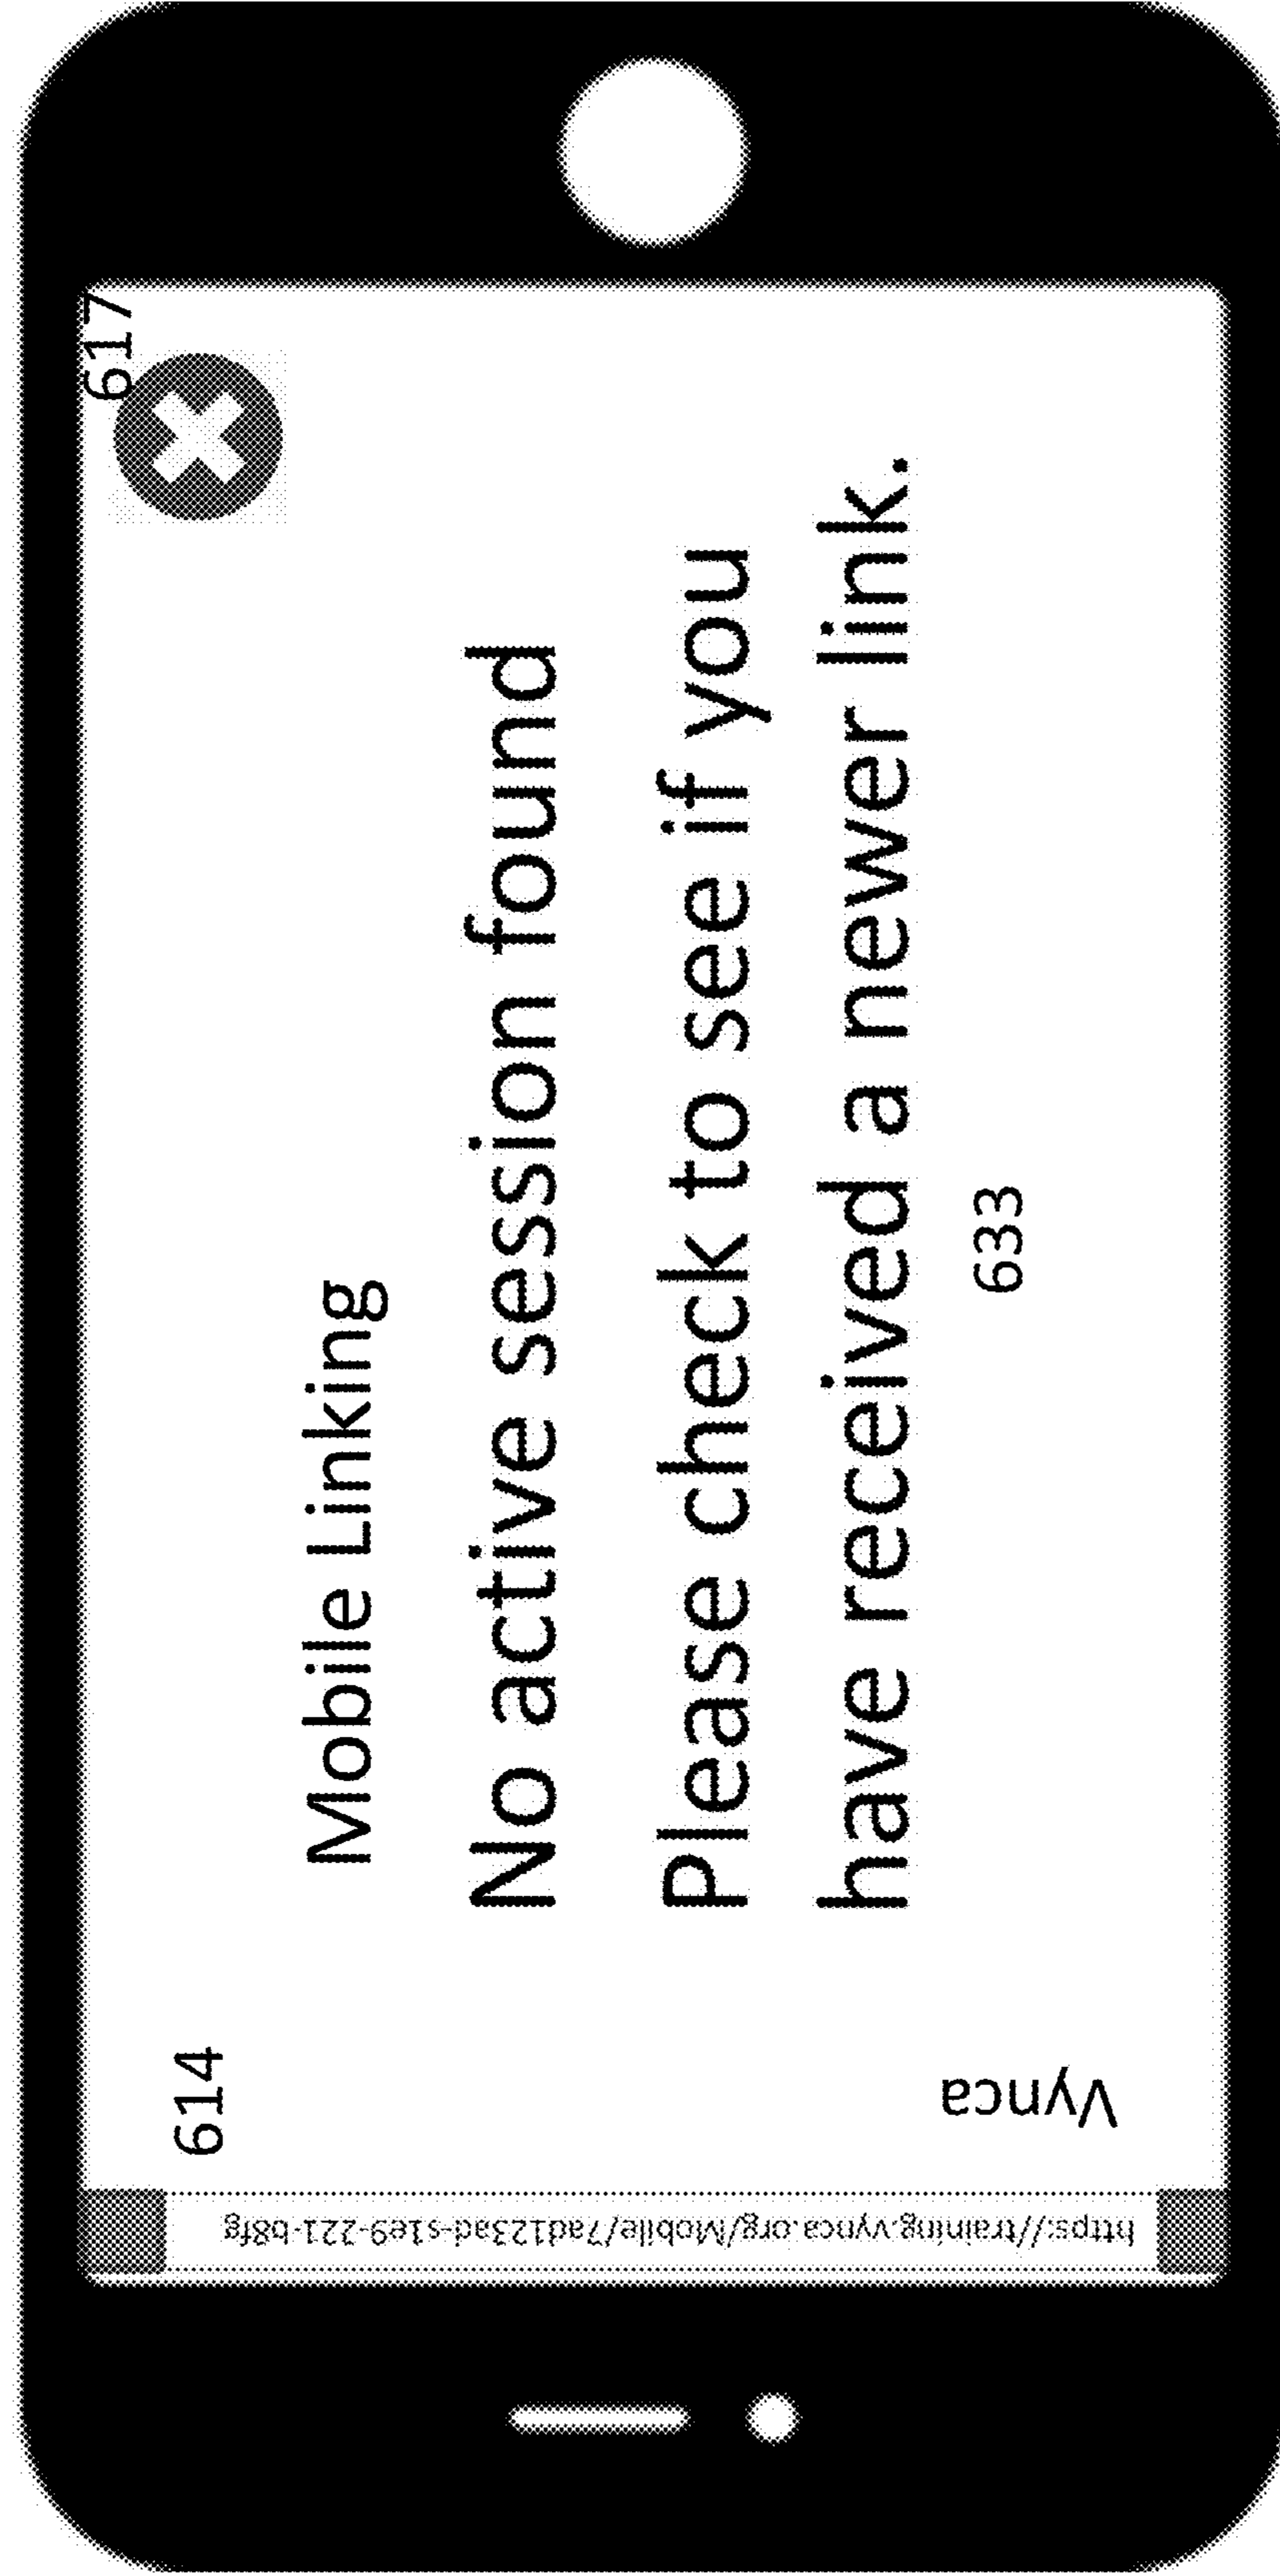 https://training.vynca.org/Mobile/7ad123ad-s1e9-221-b8fg
Vynca
614
617
Mobile Linking
No active session found
Please check to see if you
have received a newer link.
633